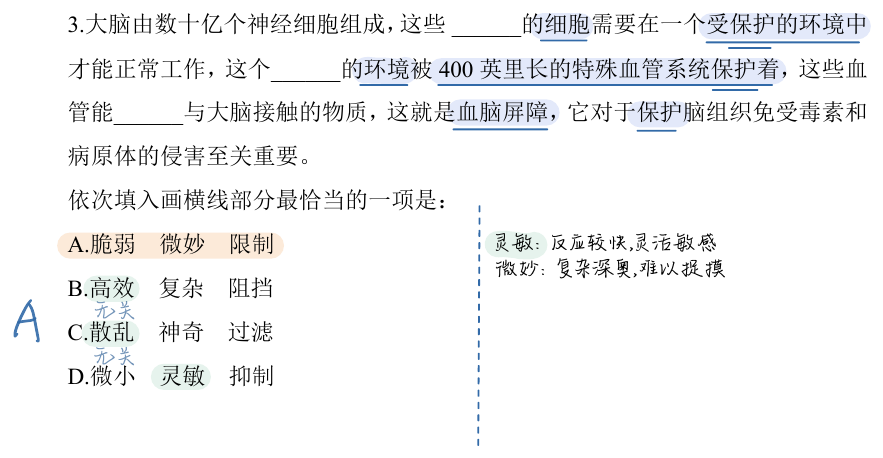 3.大脑由数十亿个神经细胞组成，这些 ______的细胞需要在一个受保护的环境中
才能正常工作，这个______的环境被 400 英里长的特殊血管系统保护着，这些血
管能______与大脑接触的物质，这就是血脑屏障，它对于保护脑组织免受毒素和
病原体的侵害至关重要。
依次填入画横线部分最恰当的一项是：
A.脆弱 微妙 限制
灵敏：反应较快,灵活敏感
微妙：复杂深奥,难以捉摸
B.高效 复杂 阻挡
无关
A
C.散乱 神奇 过滤
无关
D.微小 灵敏 抑制